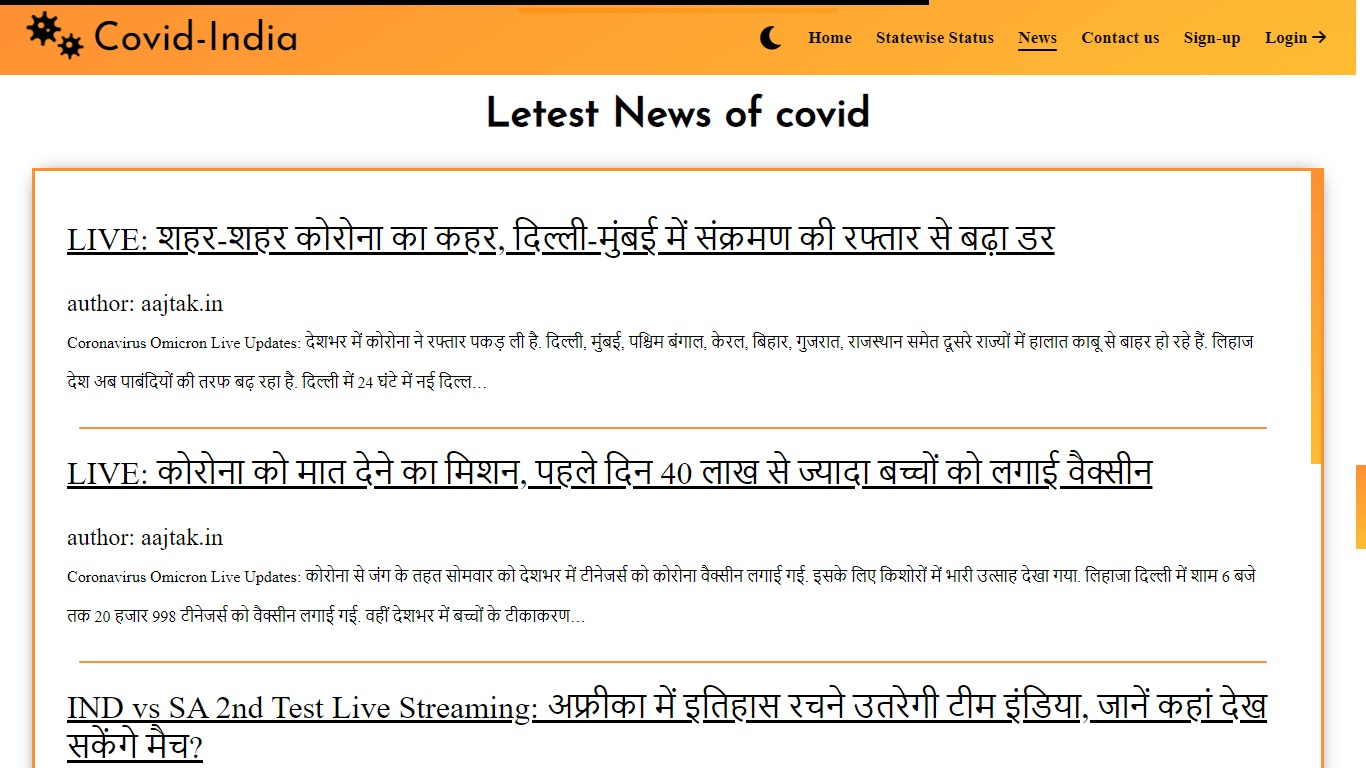 Covid-India
Home Statewise Status News Contact us Sign-up Login
Letest News of covid
LIVE: शहर-शहर कोरोना का कहर, दिल्ली-मुंबई में संक्रमण की रफ्तार से बढ़ा डर
author: aajtak.in
Coronavirus Omicron Live Updates: देशभर में कोरोना ने रफ्तार पकड़ ली है. दिल्ली, मुंबई, पश्चिम बंगाल, केरल, बिहार, गुजरात, राजस्थान समेत दूसरे राज्यों में हालात काबू से बाहर हो रहे हैं. लिहाज
देश अब पाबंदियों की तरफ बढ़ रहा है. दिल्ली में 24 घंटे में नई दिल्ल…
LIVE: कोरोना को मात देने का मिशन, पहले दिन 40 लाख से ज्यादा बच्चों को लगाई वैक्सीन
author: aajtak.in
Coronavirus Omicron Live Updates: कोरोना से जंग के तहत सोमवार को देशभर में टीनेजर्स को कोरोना वैक्सीन लगाई गई. इसके लिए किशोरों में भारी उत्साह देखा गया. लिहाजा दिल्ली में शाम 6 बजे
तक 20 हजार 998 टीनेजर्स को वैक्सीन लगाई गई. वहीं देशभर में बच्चों के टीकाकरण…
IND vs SA 2nd Test Live Streaming: अफ्रीका में इतिहास रचने उतरेगी टीम इंडिया, जानें कहां देख
सकेंगे मैच?